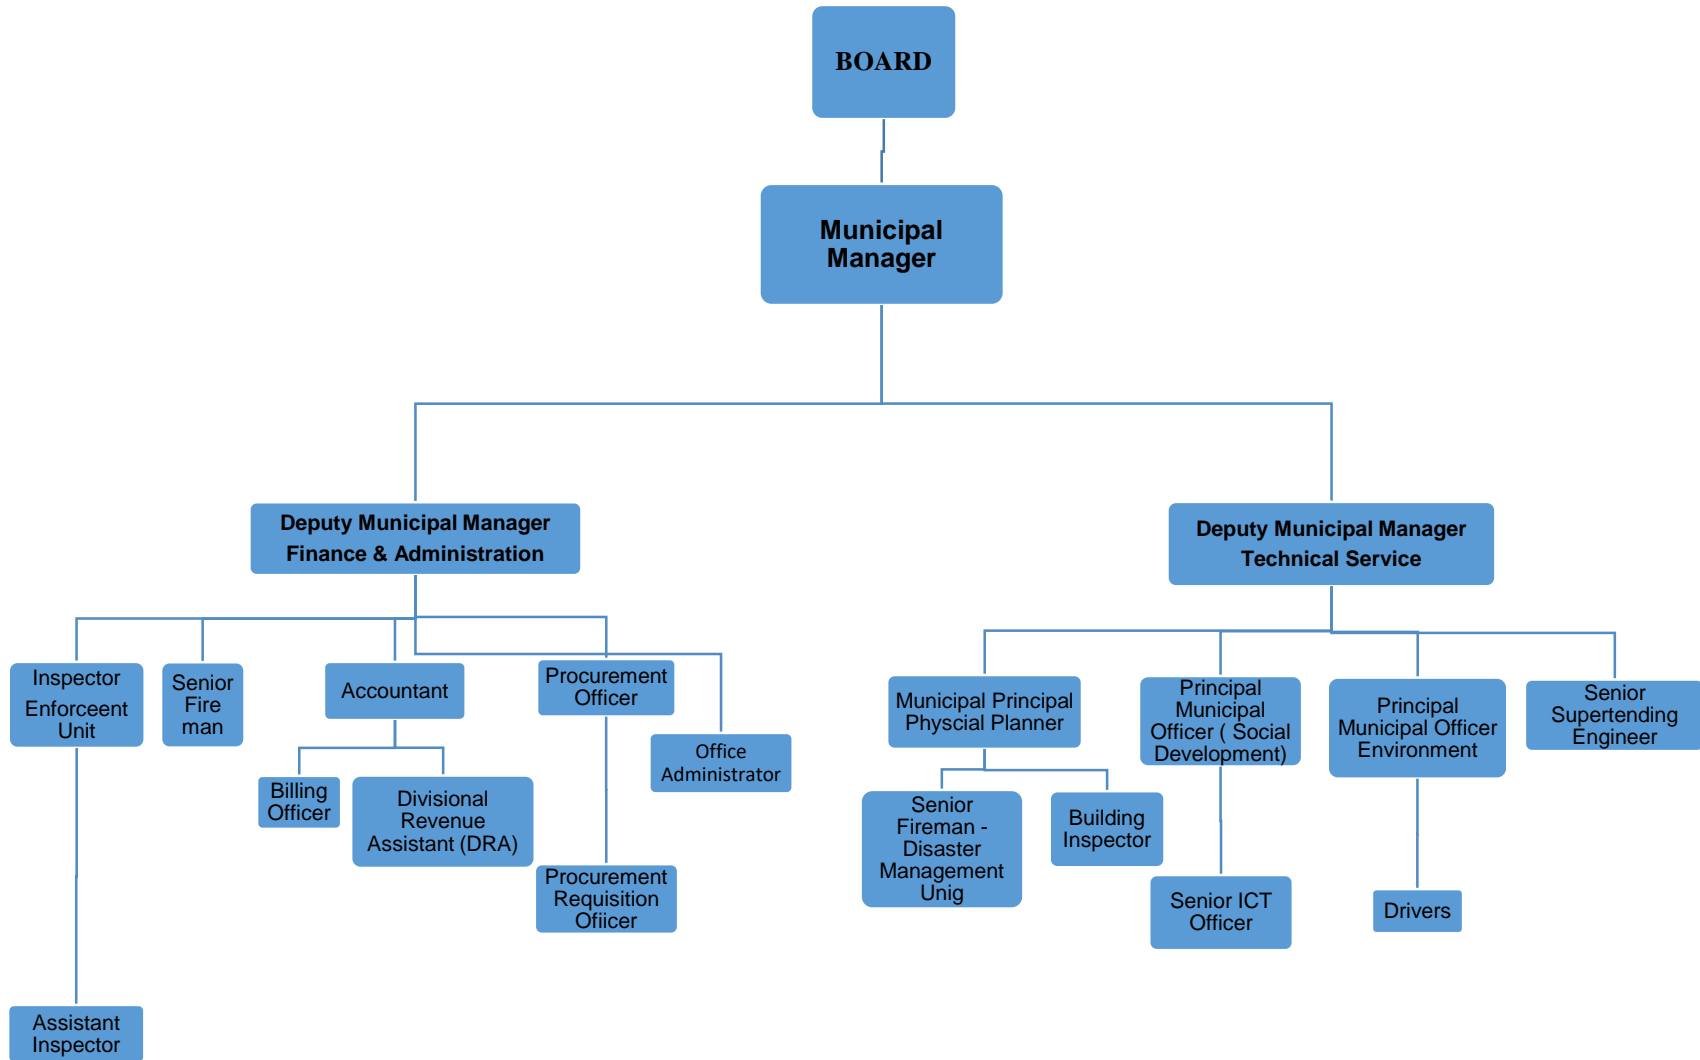 BOARD
Municipal
Manager
Deputy Municipal Manager
Finance & Administration
Deputy Municipal Manager
Technical Service
Inspector
Enforceent
Unit
Senior
Fire
man
Accountant
Procurement
Officer
Office
Administrator
Billing
Officer
Divisional
Revenue
Assistant (DRA)
Procurement
Requisition
Ofiicer
Assistant
Inspector
Municipal Principal
Physcial Planner
Principal
Municipal
Officer ( Social
Development)
Principal
Municipal Officer
Environment
Senior
Supertending
Engineer
Senior
Fireman -
Disaster
Management
Unig
Building
Inspector
Senior ICT
Officer
Drivers